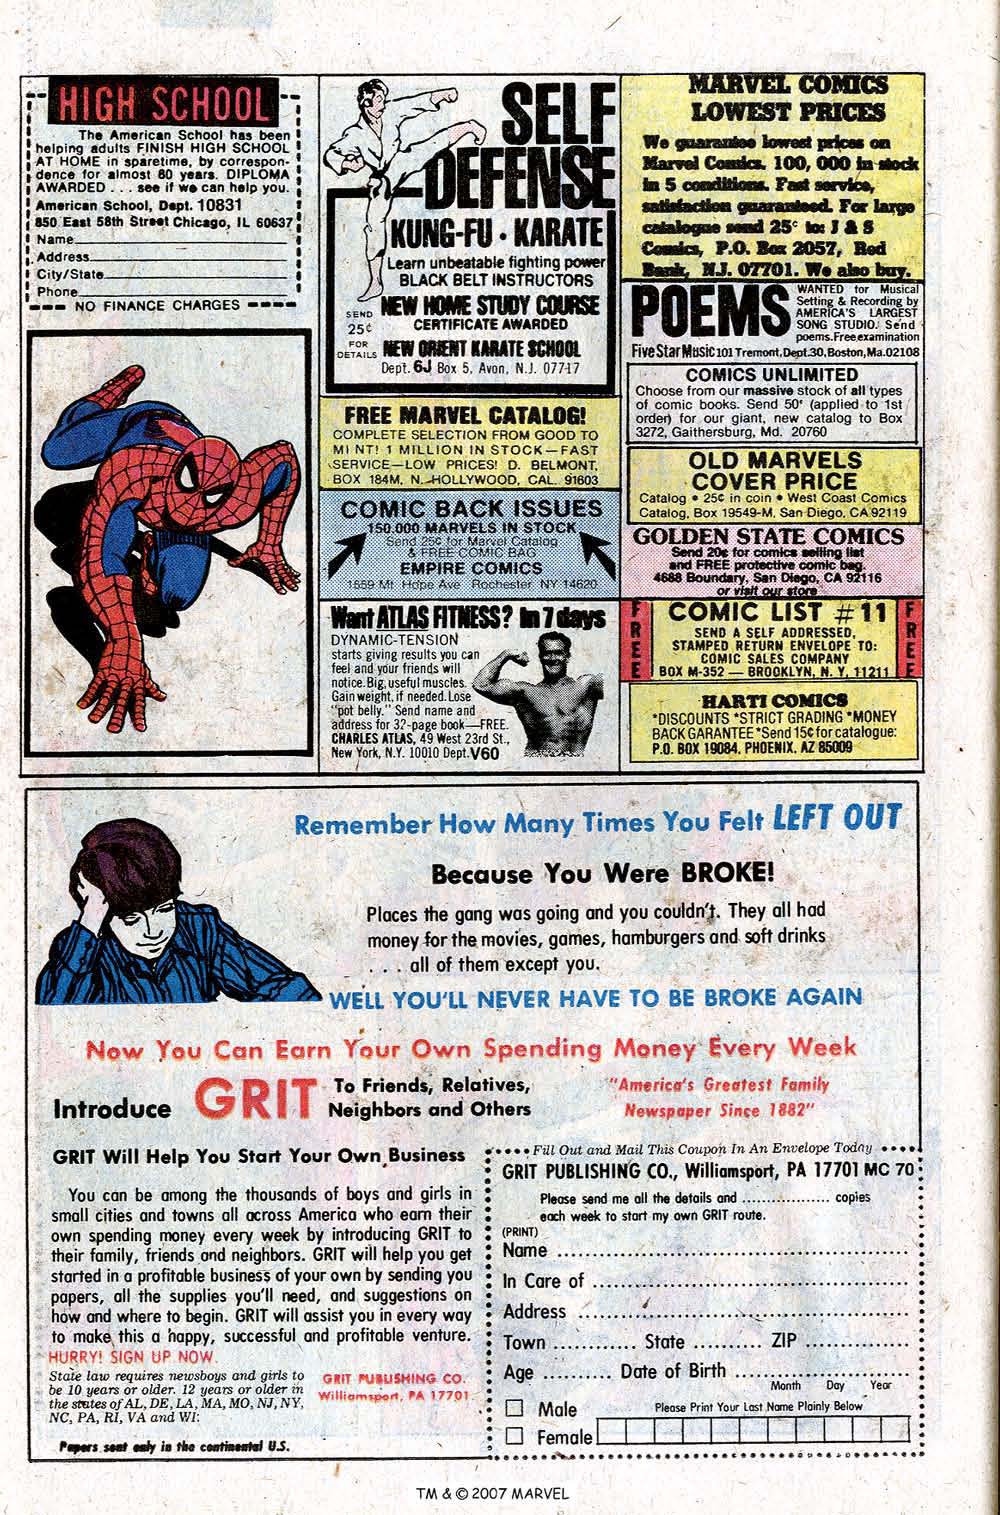 HIGH SCHOOL
The American School has been
helping adults FINISH HIGH SCHOOL
AT HOME in sparetime, by correspon-
dence for almost 80 years. DIPLOMA
AWARDED . . . see if we can help you.
American School, Dept. 10831
850 East 58th Street Chicago, IL 60637
Name
Address
City/State
Phone
NO FINANCE CHARGES
SELF
DEFENSE
KUNG-FU • KARATE
Learn unbeatable fighting power
BLACK BELT INSTRUCTORS
NEW HOME STUDY COURSE
CERTIFICATE AWARDED
SEND
25¢
FOR
DETAILS
NEW ORIENT KARATE SCHOOL
Dept. 6J Box 5, Avon, N.J. 07717
FREE MARVEL CATALOG!
COMPLETE SELECTION FROM GOOD TO
MINT! 1 MILLION IN STOCK—FAST
SERVICE—LOW PRICES! D. BELMONT,
BOX 184M, N. HOLLYWOOD, CAL. 91603
COMIC BACK ISSUES
150,000 MARVELS IN STOCK
Send 25¢ for Marvel Catalog
& FREE COMIC BAG
EMPIRE COMICS
1559 Mt. Hope Ave Rochester NY 14620
Want ATLAS FITNESS? In 7 days
DYNAMIC-TENSION
starts giving results you can
feel and your friends will
notice. Big, useful muscles.
Gain weight, if needed. Lose
"pot belly." Send name and
address for 32-page book—FREE.
CHARLES ATLAS, 49 West 23rd St.,
New York, N.Y. 10010 Dept. V60
MARVEL COMICS
LOWEST PRICES
We guarantee lowest prices on
Marvel Comics. 100, 000 in stock
in 5 conditions. Fast service,
satisfaction guaranteed. For large
catalogue send 25¢ to: J & S
Comics, P.O. Box 2057, Red
Bank, N.J. 07701. We also buy.
POEMS
WANTED for Musical
Setting & Recording by
AMERICA'S LARGEST
SONG STUDIO. Send
poems. Free examination
Five Star Music 101 Tremont, Dept. 30, Boston, Ma. 02108
COMICS UNLIMITED
Choose from our massive stock of all types
of comic books. Send 50¢ (applied to 1st
order) for our giant, new catalog to Box
3272, Gaithersburg, Md. 20760
OLD MARVELS
COVER PRICE
Catalog • 25¢ in coin • West Coast Comics
Catalog, Box 19549-M, San Diego, CA 92119
GOLDEN STATE COMICS
Send 20¢ for comics selling list
and FREE protective comic bag.
4688 Boundary, San Diego, CA 92116
or visit our store
FREE
COMIC LIST #11
SEND A SELF ADDRESSED,
STAMPED RETURN ENVELOPE TO:
COMIC SALES COMPANY
BOX M-352 — BROOKLYN, N. Y. 11211
FREE
HARTI COMICS
*DISCOUNTS *STRICT GRADING *MONEY
BACK GARANTEE *Send 15¢ for catalogue:
P.O. BOX 19084, PHOENIX, AZ 85009
Remember How Many Times You Felt LEFT OUT
Because You Were BROKE!
Places the gang was going and you couldn't. They all had
money for the movies, games, hamburgers and soft drinks
. . . all of them except you.
WELL YOU'LL NEVER HAVE TO BE BROKE AGAIN
Now You Can Earn Your Own Spending Money Every Week
Introduce GRIT To Friends, Relatives,
Neighbors and Others
"America's Greatest Family
Newspaper Since 1882"
GRIT Will Help You Start Your Own Business
You can be among the thousands of boys and girls in
small cities and towns all across America who earn their
own spending money every week by introducing GRIT to
their family, friends and neighbors. GRIT will help you get
started in a profitable business of your own by sending you
papers, all the supplies you'll need, and suggestions on
how and where to begin. GRIT will assist you in every way
to make this a happy, successful and profitable venture.
HURRY! SIGN UP NOW.
State law requires newsboys and girls to
be 10 years or older. 12 years or older in
the states of AL, DE, LA, MA, MO, NJ, NY,
NC, PA, RI, VA and WI:
Papers sent only in the continental U.S.
GRIT PUBLISHING CO.
Williamsport, PA 17701
Fill Out and Mail This Coupon In An Envelope Today
GRIT PUBLISHING CO., Williamsport, PA 17701 MC 70
Please send me all the details and .................. copies
each week to start my own GRIT route.
(PRINT)
Name
In Care of
Address
Town ............ State ............ ZIP ............
Age .......... Date of Birth
Month Day Year
Male
Please Print Your Last Name Plainly Below
Female
TM & © 2007 MARVEL